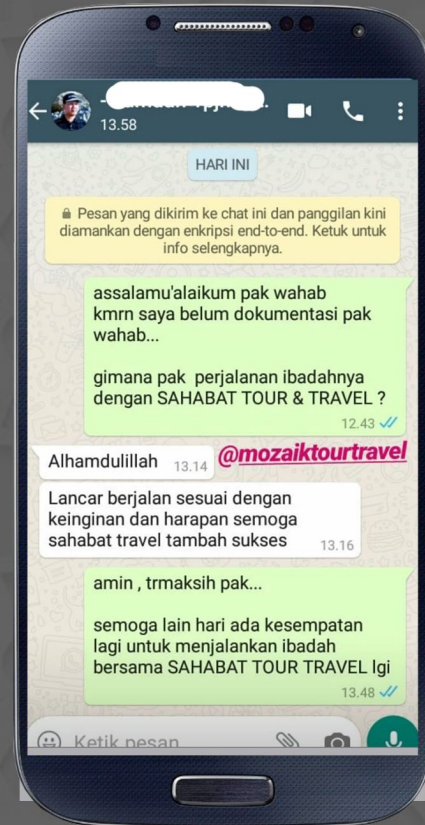 13.58
HARI INI
Pesan yang dikirim ke chat ini dan panggilan kini
diamankan dengan enkripsi end-to-end. Ketuk untuk
info selengkapnya.
assalamu'alaikum pak wahab
kmrn saya belum dokumentasi pak
wahab...
gimana pak perjalanan ibadahnya
dengan SAHABAT TOUR & TRAVEL ?
12.43
Alhamdulillah 13.14
@mozaiktourtravel
Lancar berjalan sesuai dengan
keinginan dan harapan semoga
sahabat travel tambah sukses 13.16
amin , trmaksih pak...
semoga lain hari ada kesempatan
lagi untuk menjalankan ibadah
bersama SAHABAT TOUR TRAVEL lgi
13.48
Ketik pesan